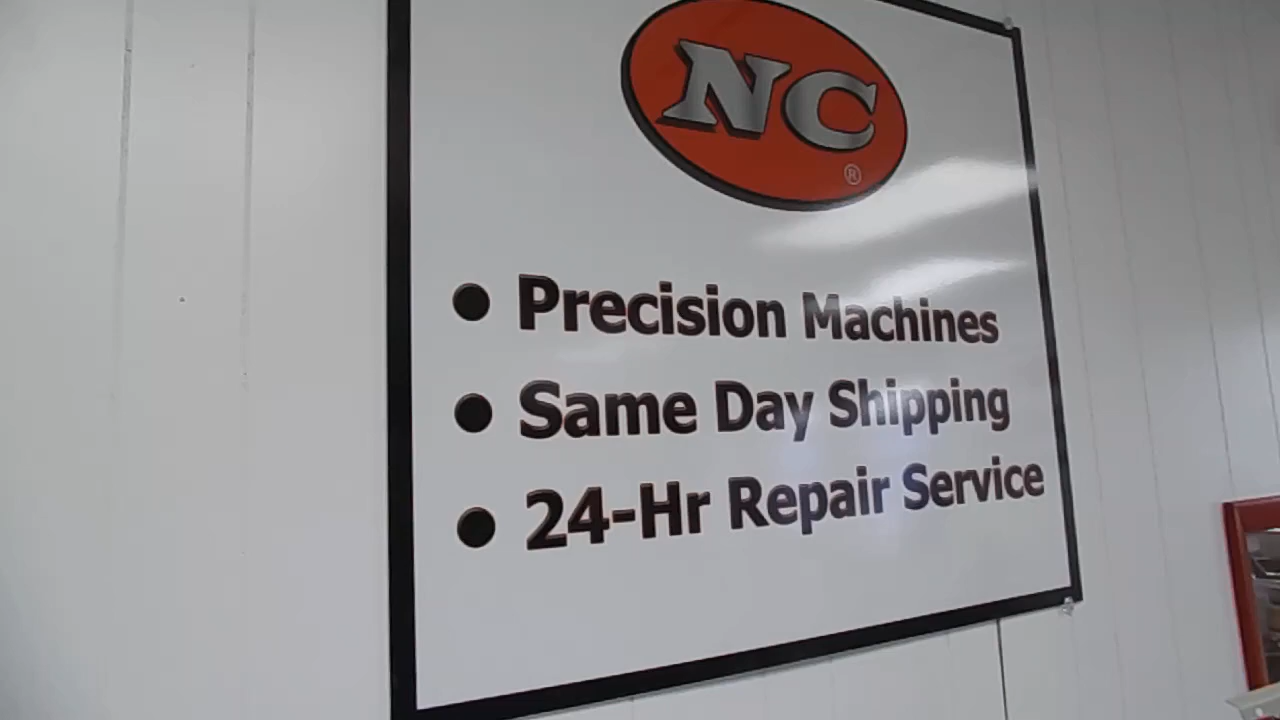 NC
®
• Precision Machines
• Same Day Shipping
• 24-Hr Repair Service